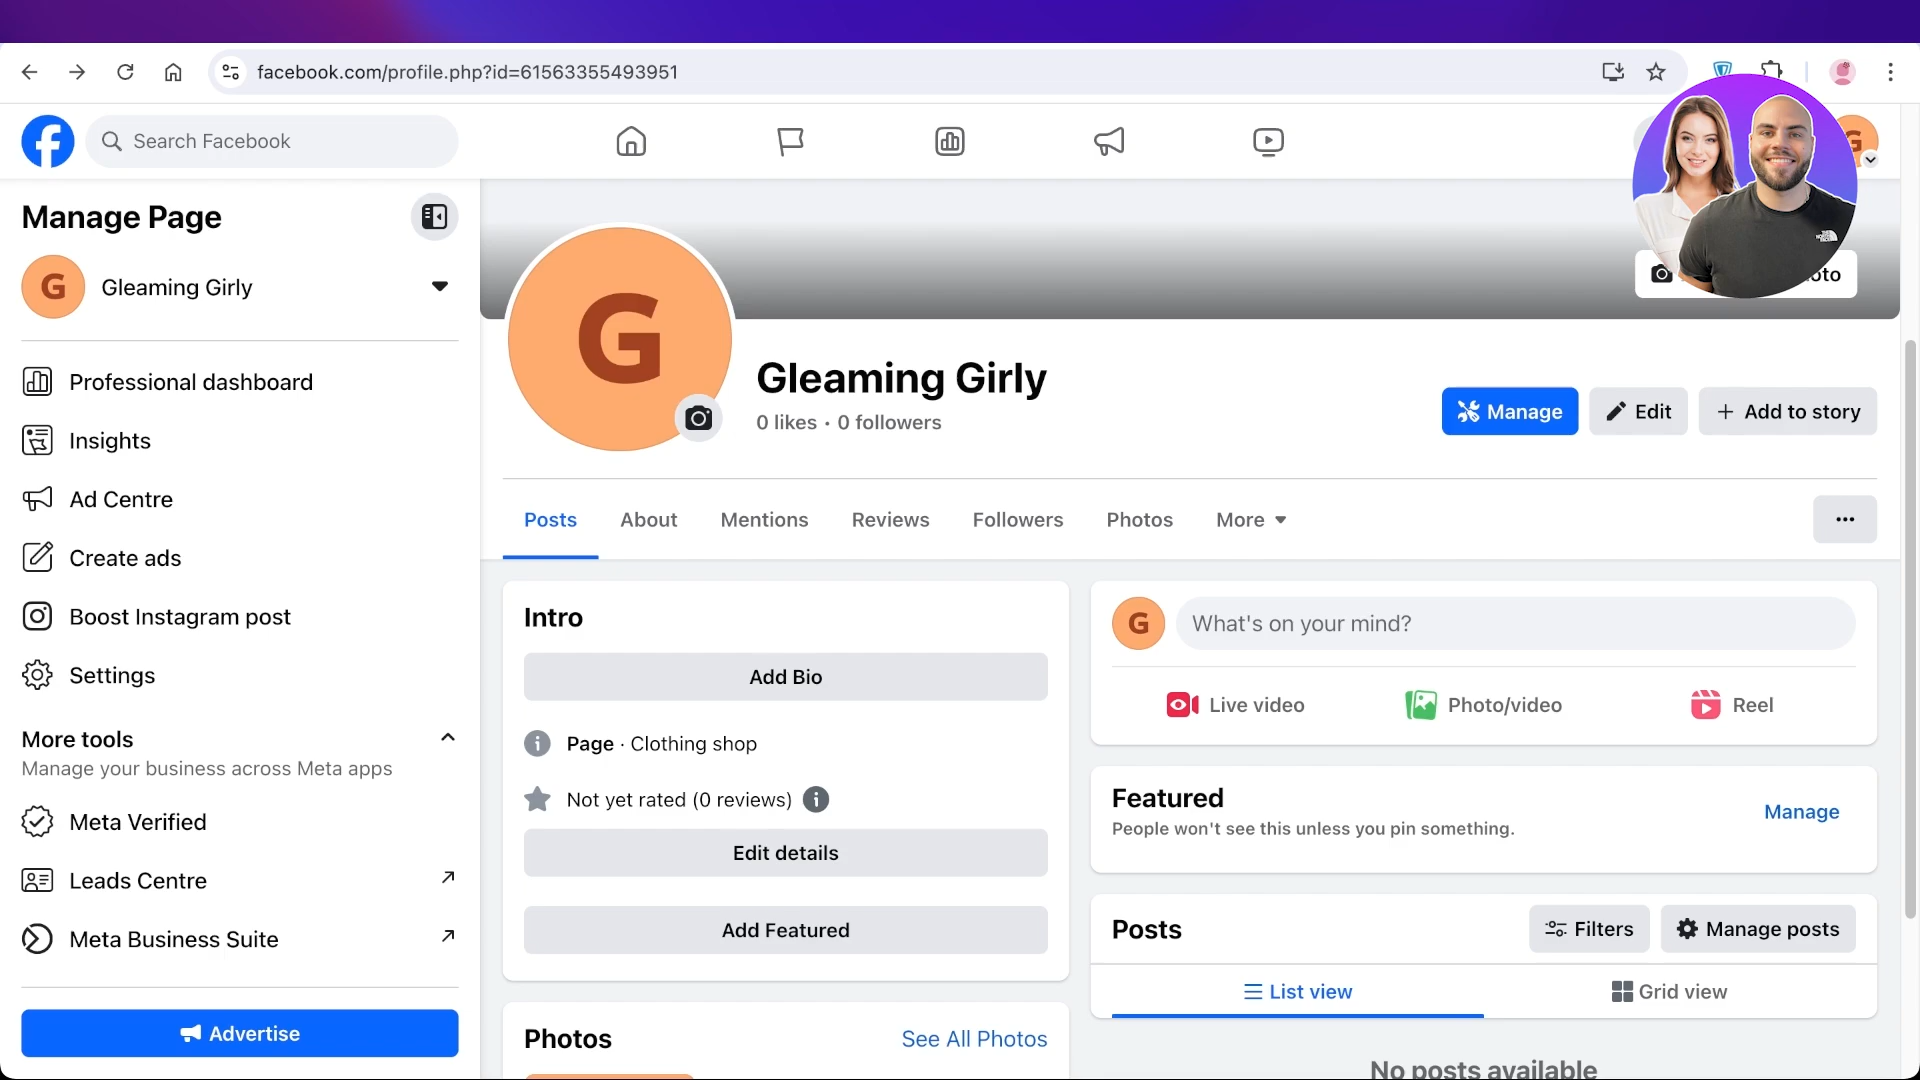 facebook.com/profile.php?id=61563355493951
Search Facebook
Manage Page
G
Gleaming Girly
Professional dashboard
Insights
Ad Centre
Create ads
Boost Instagram post
Settings
More tools
Manage your business across Meta apps
Meta Verified
Leads Centre
Meta Business Suite
Advertise
G
Gleaming Girly
0 likes · 0 followers
Manage
Edit
+ Add to story
Posts
About
Mentions
Reviews
Followers
Photos
More
Intro
Add Bio
Page · Clothing shop
Not yet rated (0 reviews)
Edit details
Add Featured
Photos
See All Photos
G
What's on your mind?
Live video
Photo/video
Reel
Featured
People won't see this unless you pin something.
Manage
Posts
Filters
Manage posts
List view
Grid view
No posts available